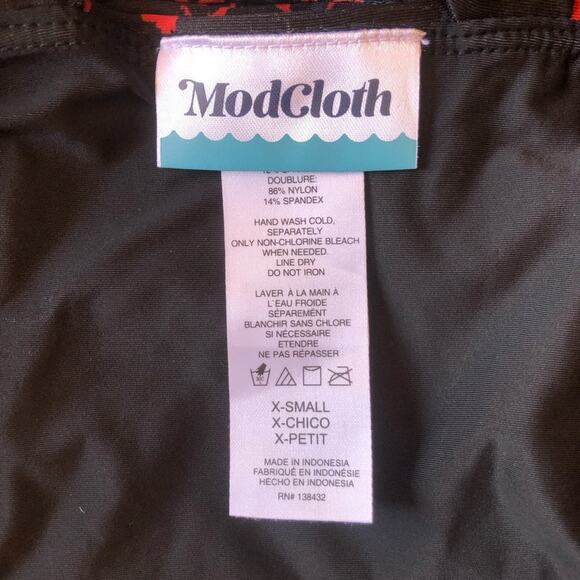 ModCloth
DOUBLURE:
86% NYLON
14% SPANDEX
HAND WASH COLD,
SEPARATELY
ONLY NON-CHLORINE BLEACH
WHEN NEEDED.
LINE DRY
DO NOT IRON
LAVER À LA MAIN À
L'EAU FROIDE
SÉPARÉMENT
BLANCHIR SANS CHLORE
SI NÉCESSAIRE
ETENDRE
NE PAS REPASSER
X-SMALL
X-CHICO
X-PETIT
MADE IN INDONESIA
FABRIQUÉ EN INDONÉSIE
HECHO EN INDONESIA
RN# 138432